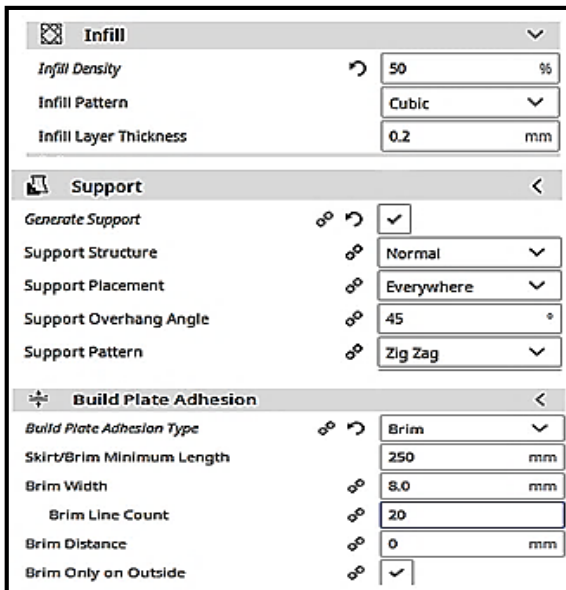 Infill
Infill Density 50 %
Infill Pattern Cubic
Infill Layer Thickness 0.2 mm
Support
Generate Support
Support Structure Normal
Support Placement Everywhere
Support Overhang Angle 45 °
Support Pattern Zig Zag
Build Plate Adhesion
Build Plate Adhesion Type Brim
Skirt/Brim Minimum Length 250 mm
Brim Width 8.0 mm
Brim Line Count 20
Brim Distance 0 mm
Brim Only on Outside